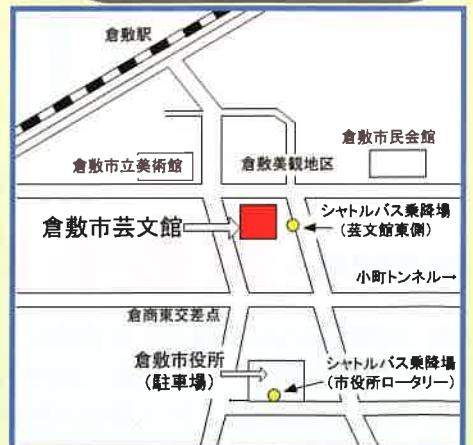 倉敷駅
倉敷市民会館
倉敷市立美術館
倉敷美観地区
倉敷市芸文館
シャトルバス乗降場
(芸文館東側)
小町トンネル→
倉商東交差点
倉敷市役所
(駐車場)
シャトルバス乗降場
(市役所ロータリー)